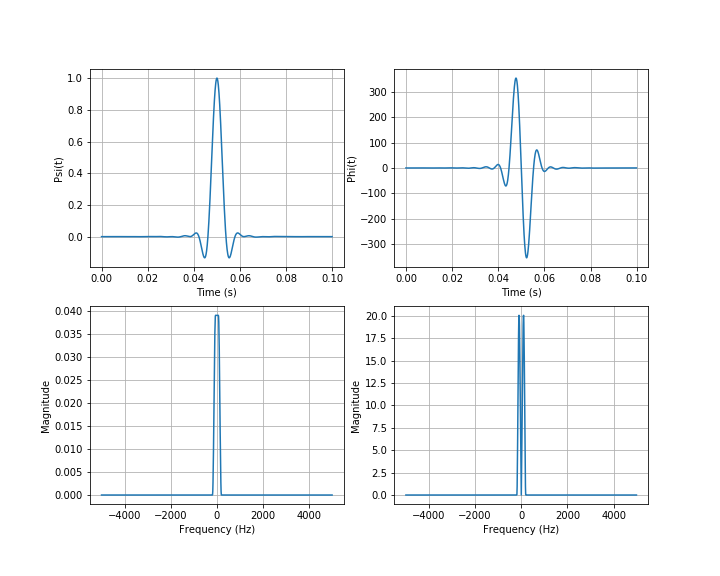 Psi(t)
1.0
0.8
0.6
0.4
0.2
0.0
0.00 0.02 0.04 0.06 0.08 0.10
Time (s)
Phi(t)
300
200
100
0
−100
−200
−300
0.00 0.02 0.04 0.06 0.08 0.10
Time (s)
Magnitude
0.040
0.035
0.030
0.025
0.020
0.015
0.010
0.005
0.000
−4000 −2000 0 2000 4000
Frequency (Hz)
Magnitude
20.0
17.5
15.0
12.5
10.0
7.5
5.0
2.5
0.0
−4000 −2000 0 2000 4000
Frequency (Hz)